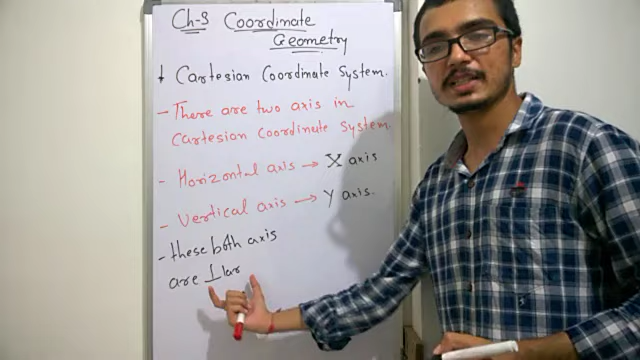 Ch-3 Coordinate
Geometry
+ Cartesian Coordinate System.
- There are two axis in
Cartesian Coordinate System.
- Horizontal axis → X axis
- Vertical axis → Y axis.
- these both axis
are ⊥lar